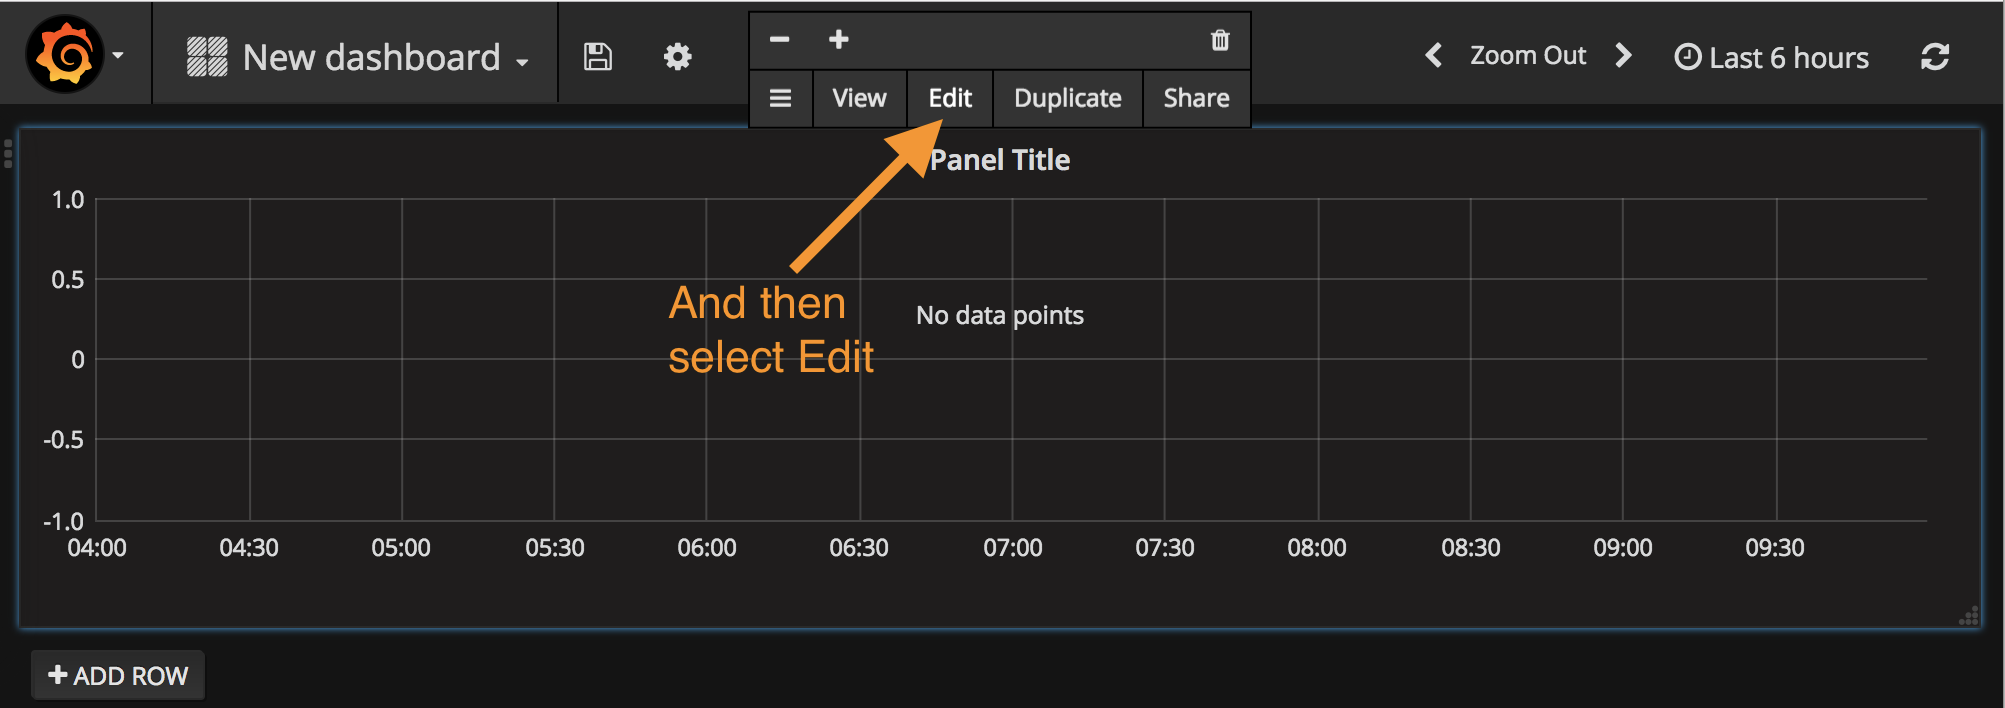 New dashboard
Zoom Out
Last 6 hours
View Edit Duplicate Share
Panel Title
1.0
0.5
0
-0.5
-1.0
And then
select Edit
No data points
04:00 04:30 05:00 05:30 06:00 06:30 07:00 07:30 08:00 08:30 09:00 09:30
ADD ROW